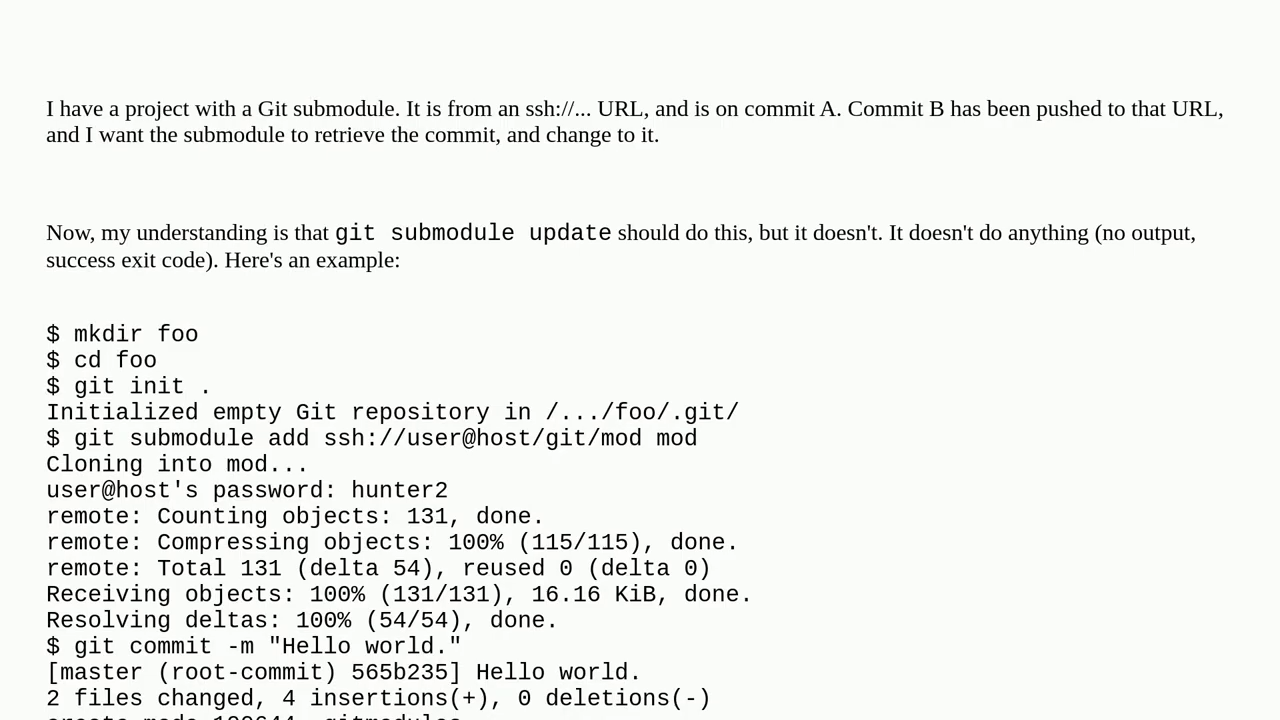 I have a project with a Git submodule. It is from an ssh://... URL, and is on commit A. Commit B has been pushed to that URL,
and I want the submodule to retrieve the commit, and change to it.
Now, my understanding is that git submodule update should do this, but it doesn't. It doesn't do anything (no output,
success exit code). Here's an example:
$ mkdir foo
$ cd foo
$ git init .
Initialized empty Git repository in /.../foo/.git/
$ git submodule add ssh://user@host/git/mod mod
Cloning into mod...
user@host's password: hunter2
remote: Counting objects: 131, done.
remote: Compressing objects: 100% (115/115), done.
remote: Total 131 (delta 54), reused 0 (delta 0)
Receiving objects: 100% (131/131), 16.16 KiB, done.
Resolving deltas: 100% (54/54), done.
$ git commit -m "Hello world."
[master (root-commit) 565b235] Hello world.
2 files changed, 4 insertions(+), 0 deletions(-)